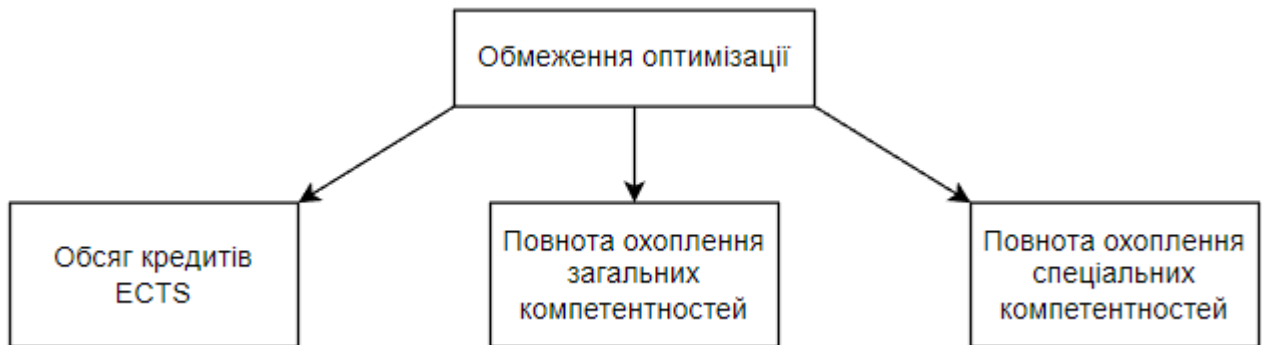 Обмеження оптимізації
Обсяг кредитів
ECTS
Повнота охоплення
загальних
компетентностей
Повнота охоплення
спеціальних
компетентностей